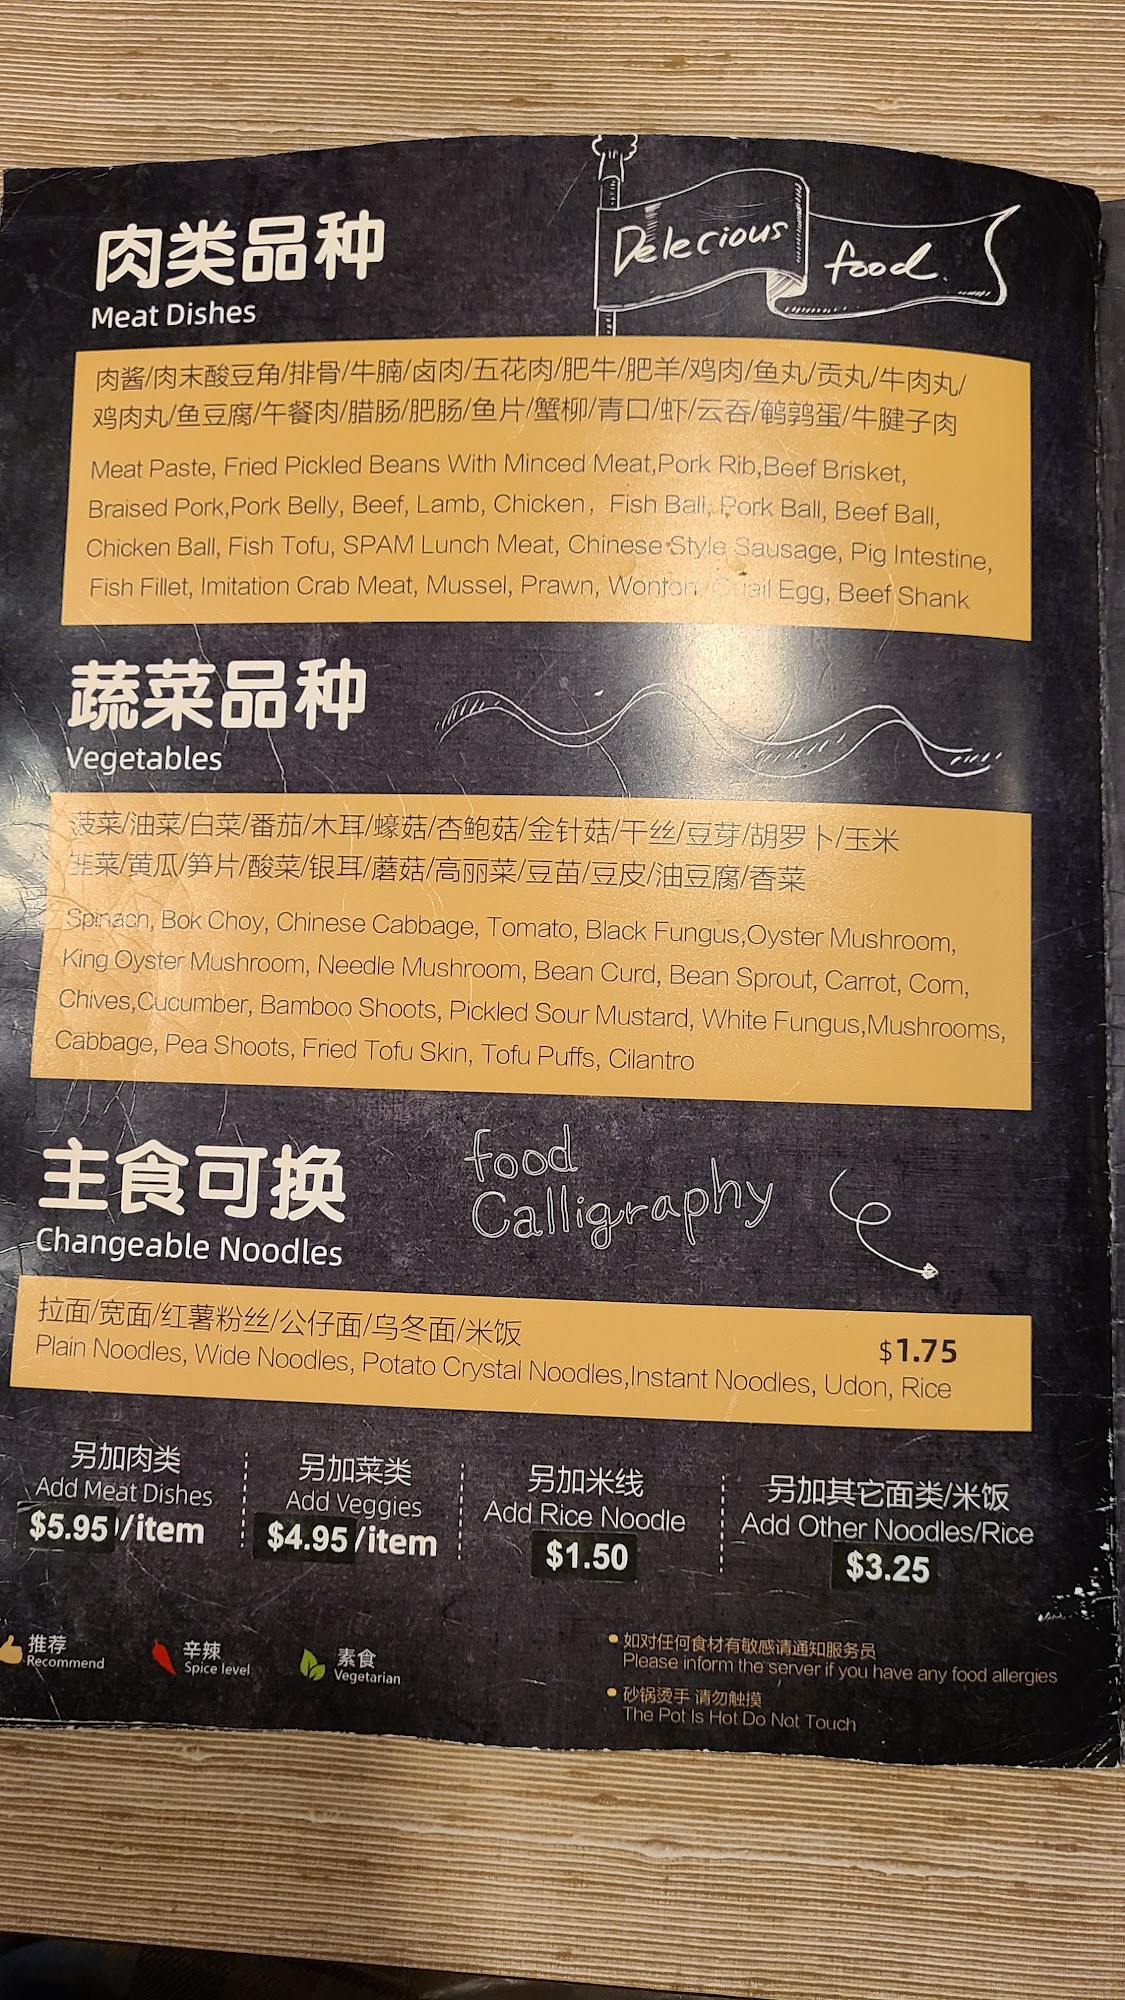 Delecious food
肉类品种
Meat Dishes
肉酱/肉末酸豆角/排骨/牛腩/卤肉/五花肉/肥牛/肥羊/鸡肉/鱼丸/贡丸/牛肉丸/
鸡肉丸/鱼豆腐/午餐肉/腊肠/肥肠/鱼片/蟹柳/青口/虾/云吞/鹌鹑蛋/牛腱子肉
Meat Paste, Fried Pickled Beans With Minced Meat,Pork Rib,Beef Brisket,
Braised Pork,Pork Belly, Beef, Lamb, Chicken, Fish Ball, Pork Ball, Beef Ball,
Chicken Ball, Fish Tofu, SPAM Lunch Meat, Chinese Style Sausage, Pig Intestine,
Fish Fillet, Imitation Crab Meat, Mussel, Prawn, Wonton, Quail Egg, Beef Shank
蔬菜品种
Vegetables
菠菜/油菜/白菜/番茄/木耳/蠔菇/杏鲍菇/金针菇/干丝/豆芽/胡罗卜/玉米
韭菜/黄瓜/笋片/酸菜/银耳/蘑菇/高丽菜/豆苗/豆皮/油豆腐/香菜
Spinach, Bok Choy, Chinese Cabbage, Tomato, Black Fungus,Oyster Mushroom,
King Oyster Mushroom, Needle Mushroom, Bean Curd, Bean Sprout, Carrot, Corn,
Chives,Cucumber, Bamboo Shoots, Pickled Sour Mustard, White Fungus,Mushrooms,
Cabbage, Pea Shoots, Fried Tofu Skin, Tofu Puffs, Cilantro
food
Calligraphy
主食可换
Changeable Noodles
拉面/宽面/红薯粉丝/公仔面/乌冬面/米饭
$1.75
Plain Noodles, Wide Noodles, Potato Crystal Noodles,Instant Noodles, Udon, Rice
另加肉类
Add Meat Dishes
$5.95/item
另加菜类
Add Veggies
$4.95/item
另加米线
Add Rice Noodle
$1.50
另加其它面类/米饭
Add Other Noodles/Rice
$3.25
推荐
Recommend
辛辣
Spice level
素食
Vegetarian
如对任何食材有敏感请通知服务员
Please inform the server if you have any food allergies
砂锅烫手 请勿触摸
The Pot Is Hot Do Not Touch